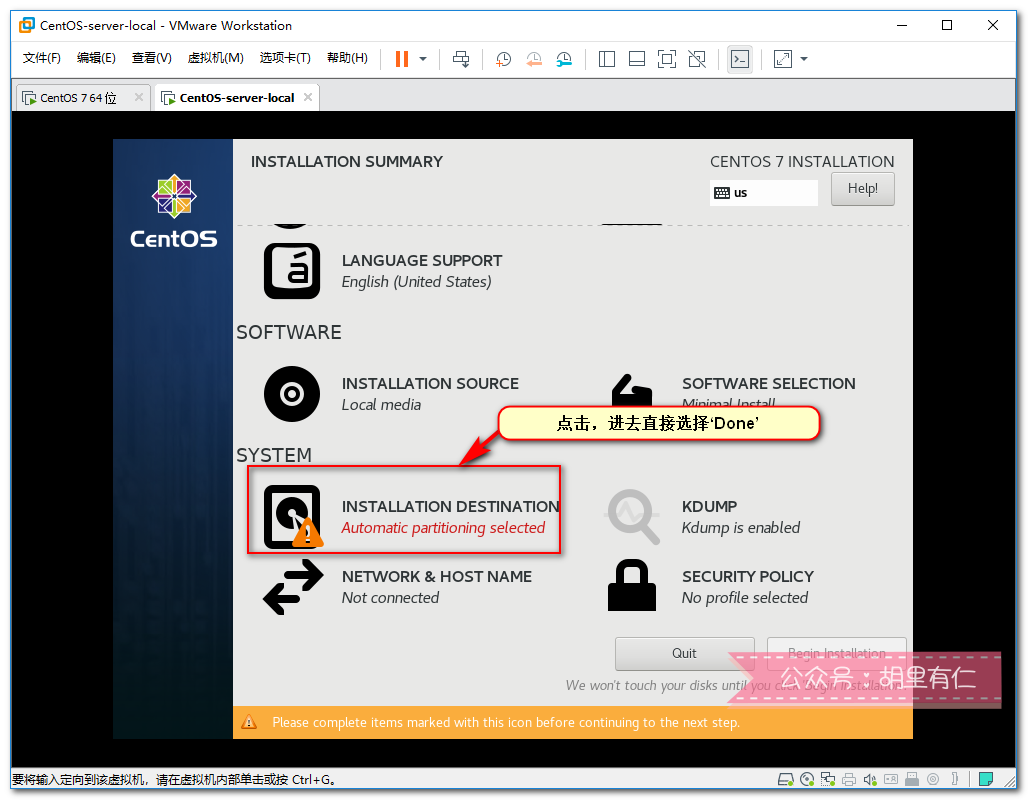 CentOS-server-local - VMware Workstation
文件(F) 编辑(E) 查看(V) 虚拟机(M) 选项卡(T) 帮助(H)
CentOS 7 64 位 CentOS-server-local
INSTALLATION SUMMARY
CENTOS 7 INSTALLATION
us
Help!
CentOS
LANGUAGE SUPPORT
English (United States)
SOFTWARE
INSTALLATION SOURCE
Local media
SOFTWARE SELECTION
Minimal Install
点击，进去直接选择‘Done’
SYSTEM
INSTALLATION DESTINATION
Automatic partitioning selected
KDUMP
Kdump is enabled
NETWORK & HOST NAME
Not connected
SECURITY POLICY
No profile selected
Quit
Begin Installation
公众号：胡里有仁
We won't touch your disks until you click 'Begin Installation'.
Please complete items marked with this icon before continuing to the next step.
要将输入定向到该虚拟机，请在虚拟机内部单击或按 Ctrl+G。